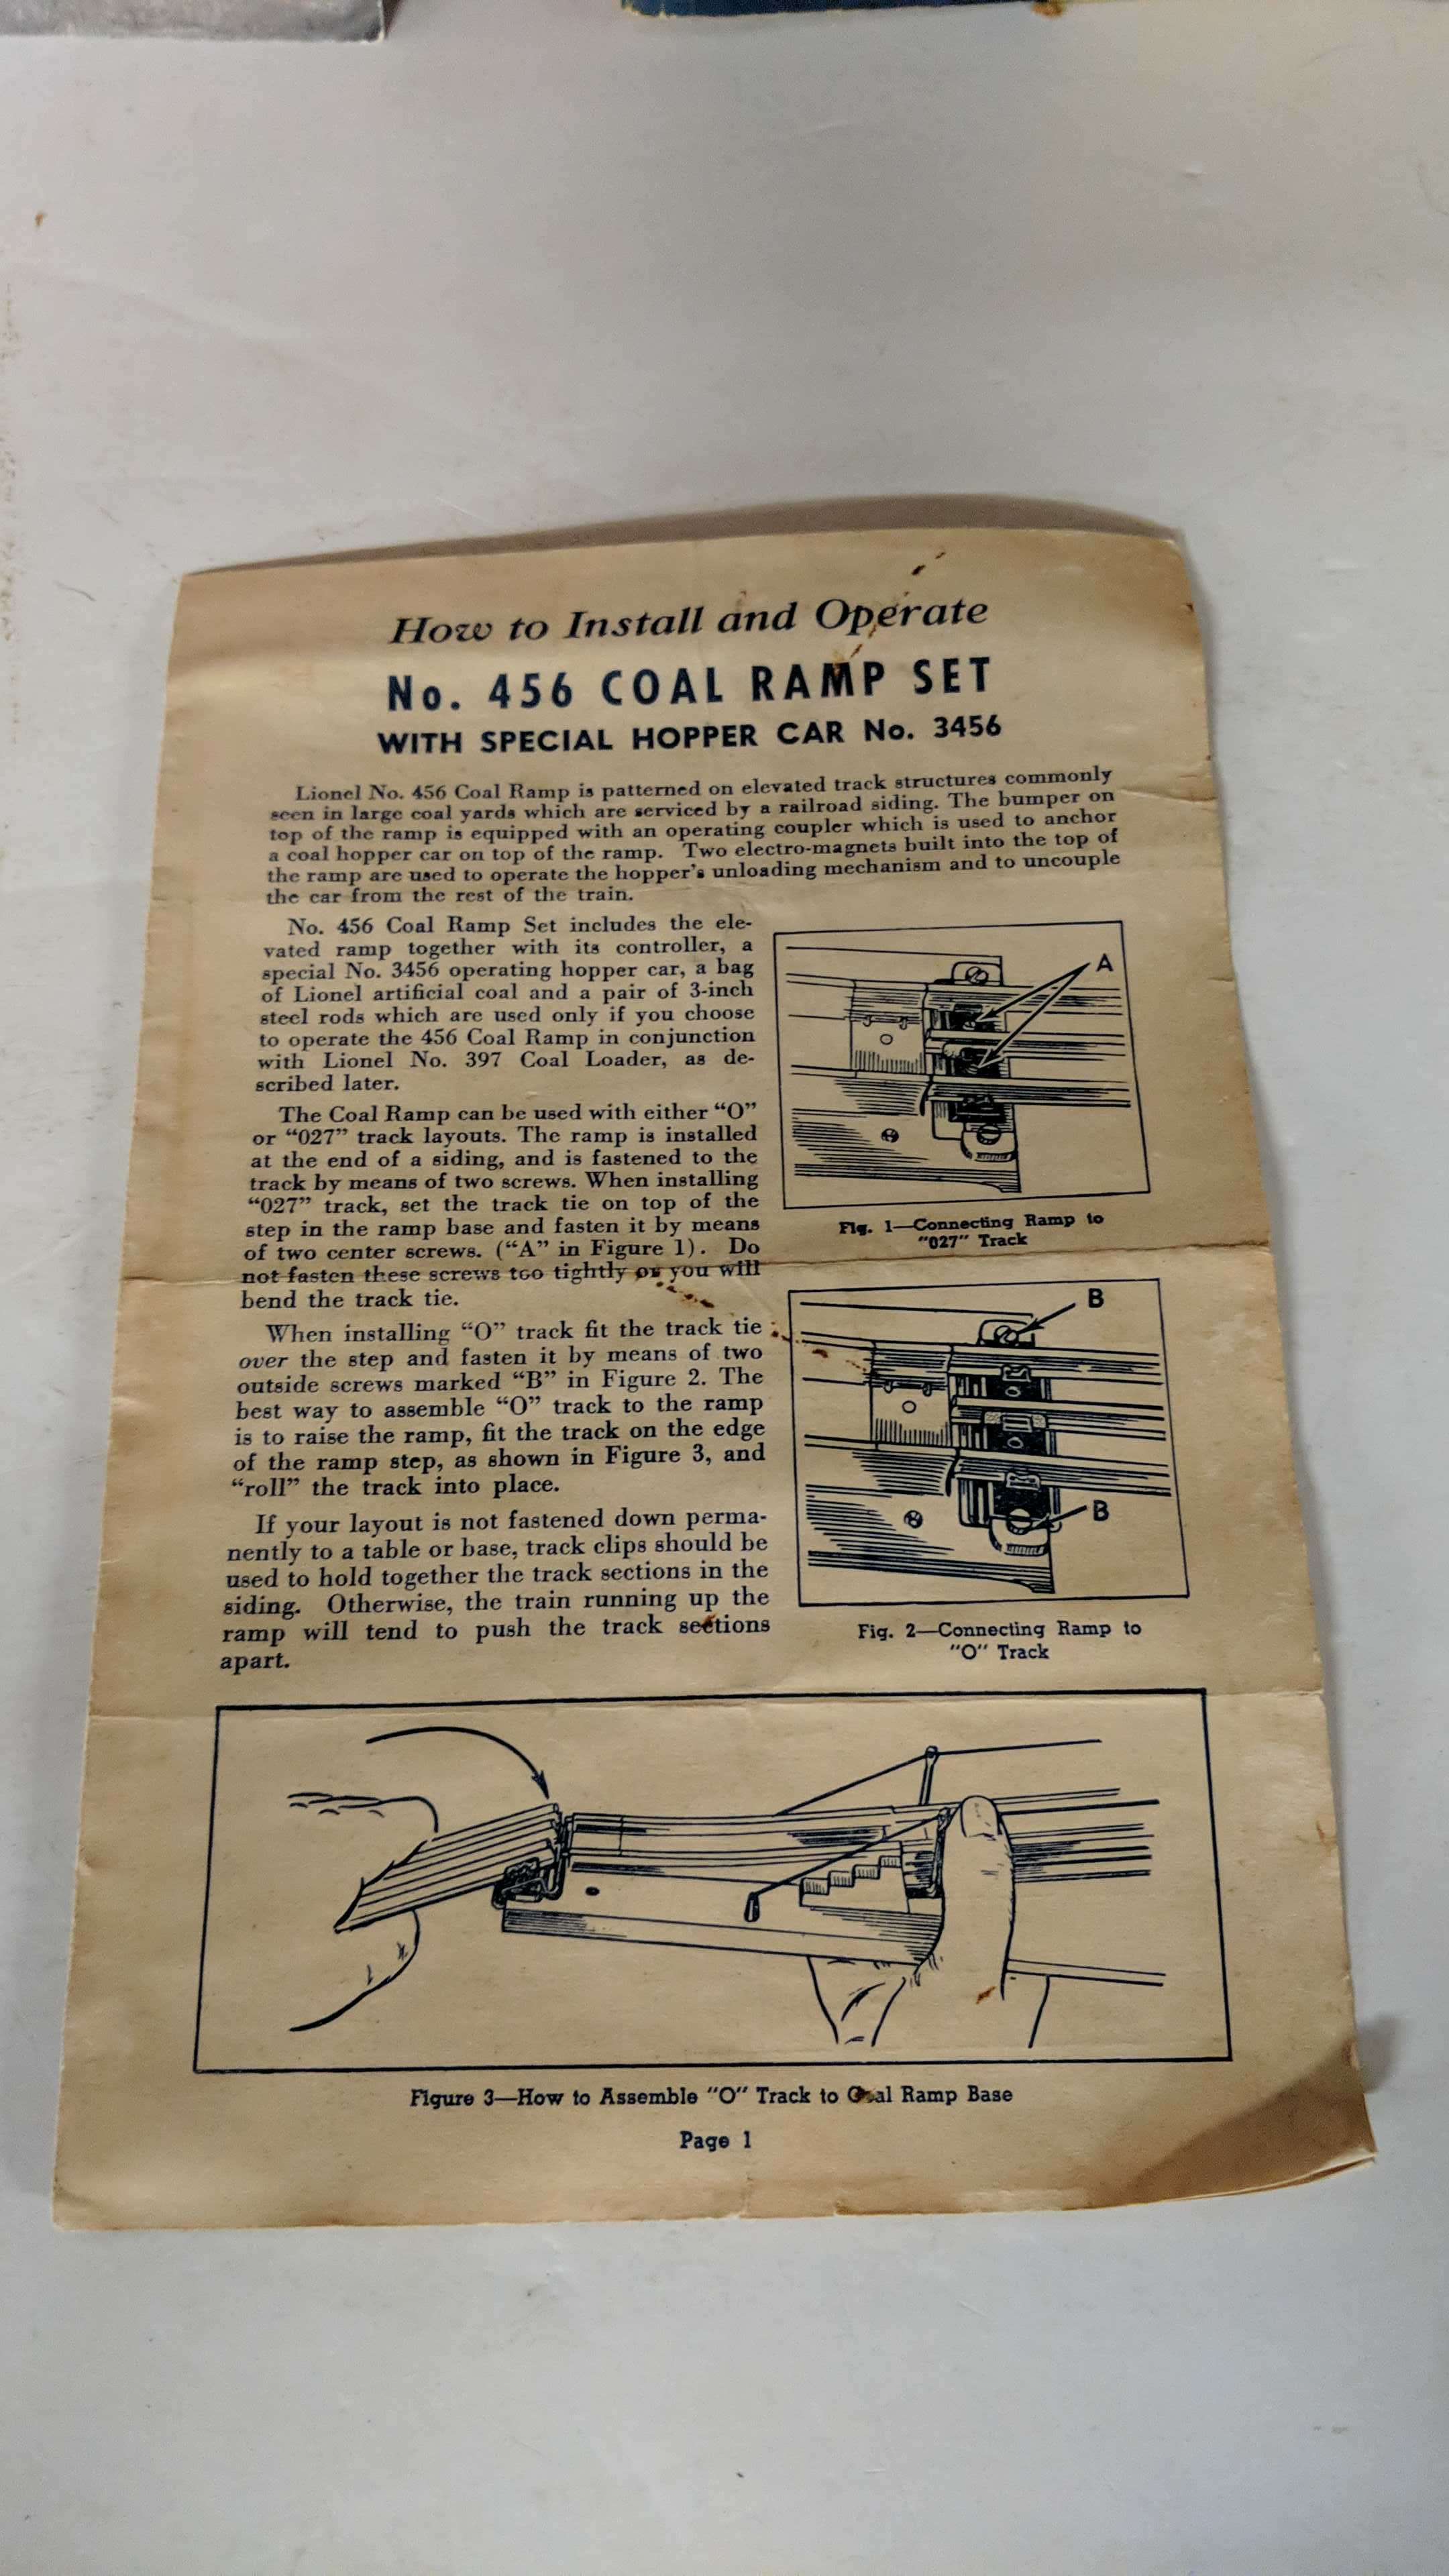 How to Install and Operate
No. 456 COAL RAMP SET
WITH SPECIAL HOPPER CAR No. 3456
Lionel No. 456 Coal Ramp is patterned on elevated track structures commonly
seen in large coal yards which are serviced by a railroad siding. The bumper on
top of the ramp is equipped with an operating coupler which is used to anchor
a coal hopper car on top of the ramp. Two electro-magnets built into the top of
the ramp are used to operate the hopper's unloading mechanism and to uncouple
the car from the rest of the train.
No. 456 Coal Ramp Set includes the ele-
vated ramp together with its controller, a
special No. 3456 operating hopper car, a bag
of Lionel artificial coal and a pair of 3-inch
steel rods which are used only if you choose
to operate the 456 Coal Ramp in conjunction
with Lionel No. 397 Coal Loader, as de-
scribed later.
The Coal Ramp can be used with either "O"
or "027" track layouts. The ramp is installed
at the end of a siding, and is fastened to the
track by means of two screws. When installing
"027" track, set the track tie on top of the
step in the ramp base and fasten it by means
of two center screws. ("A" in Figure 1). Do
not fasten these screws too tightly or you will
bend the track tie.
When installing "O" track fit the track tie
over the step and fasten it by means of two
outside screws marked "B" in Figure 2. The
best way to assemble "O" track to the ramp
is to raise the ramp, fit the track on the edge
of the ramp step, as shown in Figure 3, and
"roll" the track into place.
If your layout is not fastened down perma-
nently to a table or base, track clips should be
used to hold together the track sections in the
siding. Otherwise, the train running up the
ramp will tend to push the track sections
apart.
A
Fig. 1—Connecting Ramp to
"027" Track
B
B
Fig. 2—Connecting Ramp to
"O" Track
Figure 3—How to Assemble "O" Track to Coal Ramp Base
Page 1